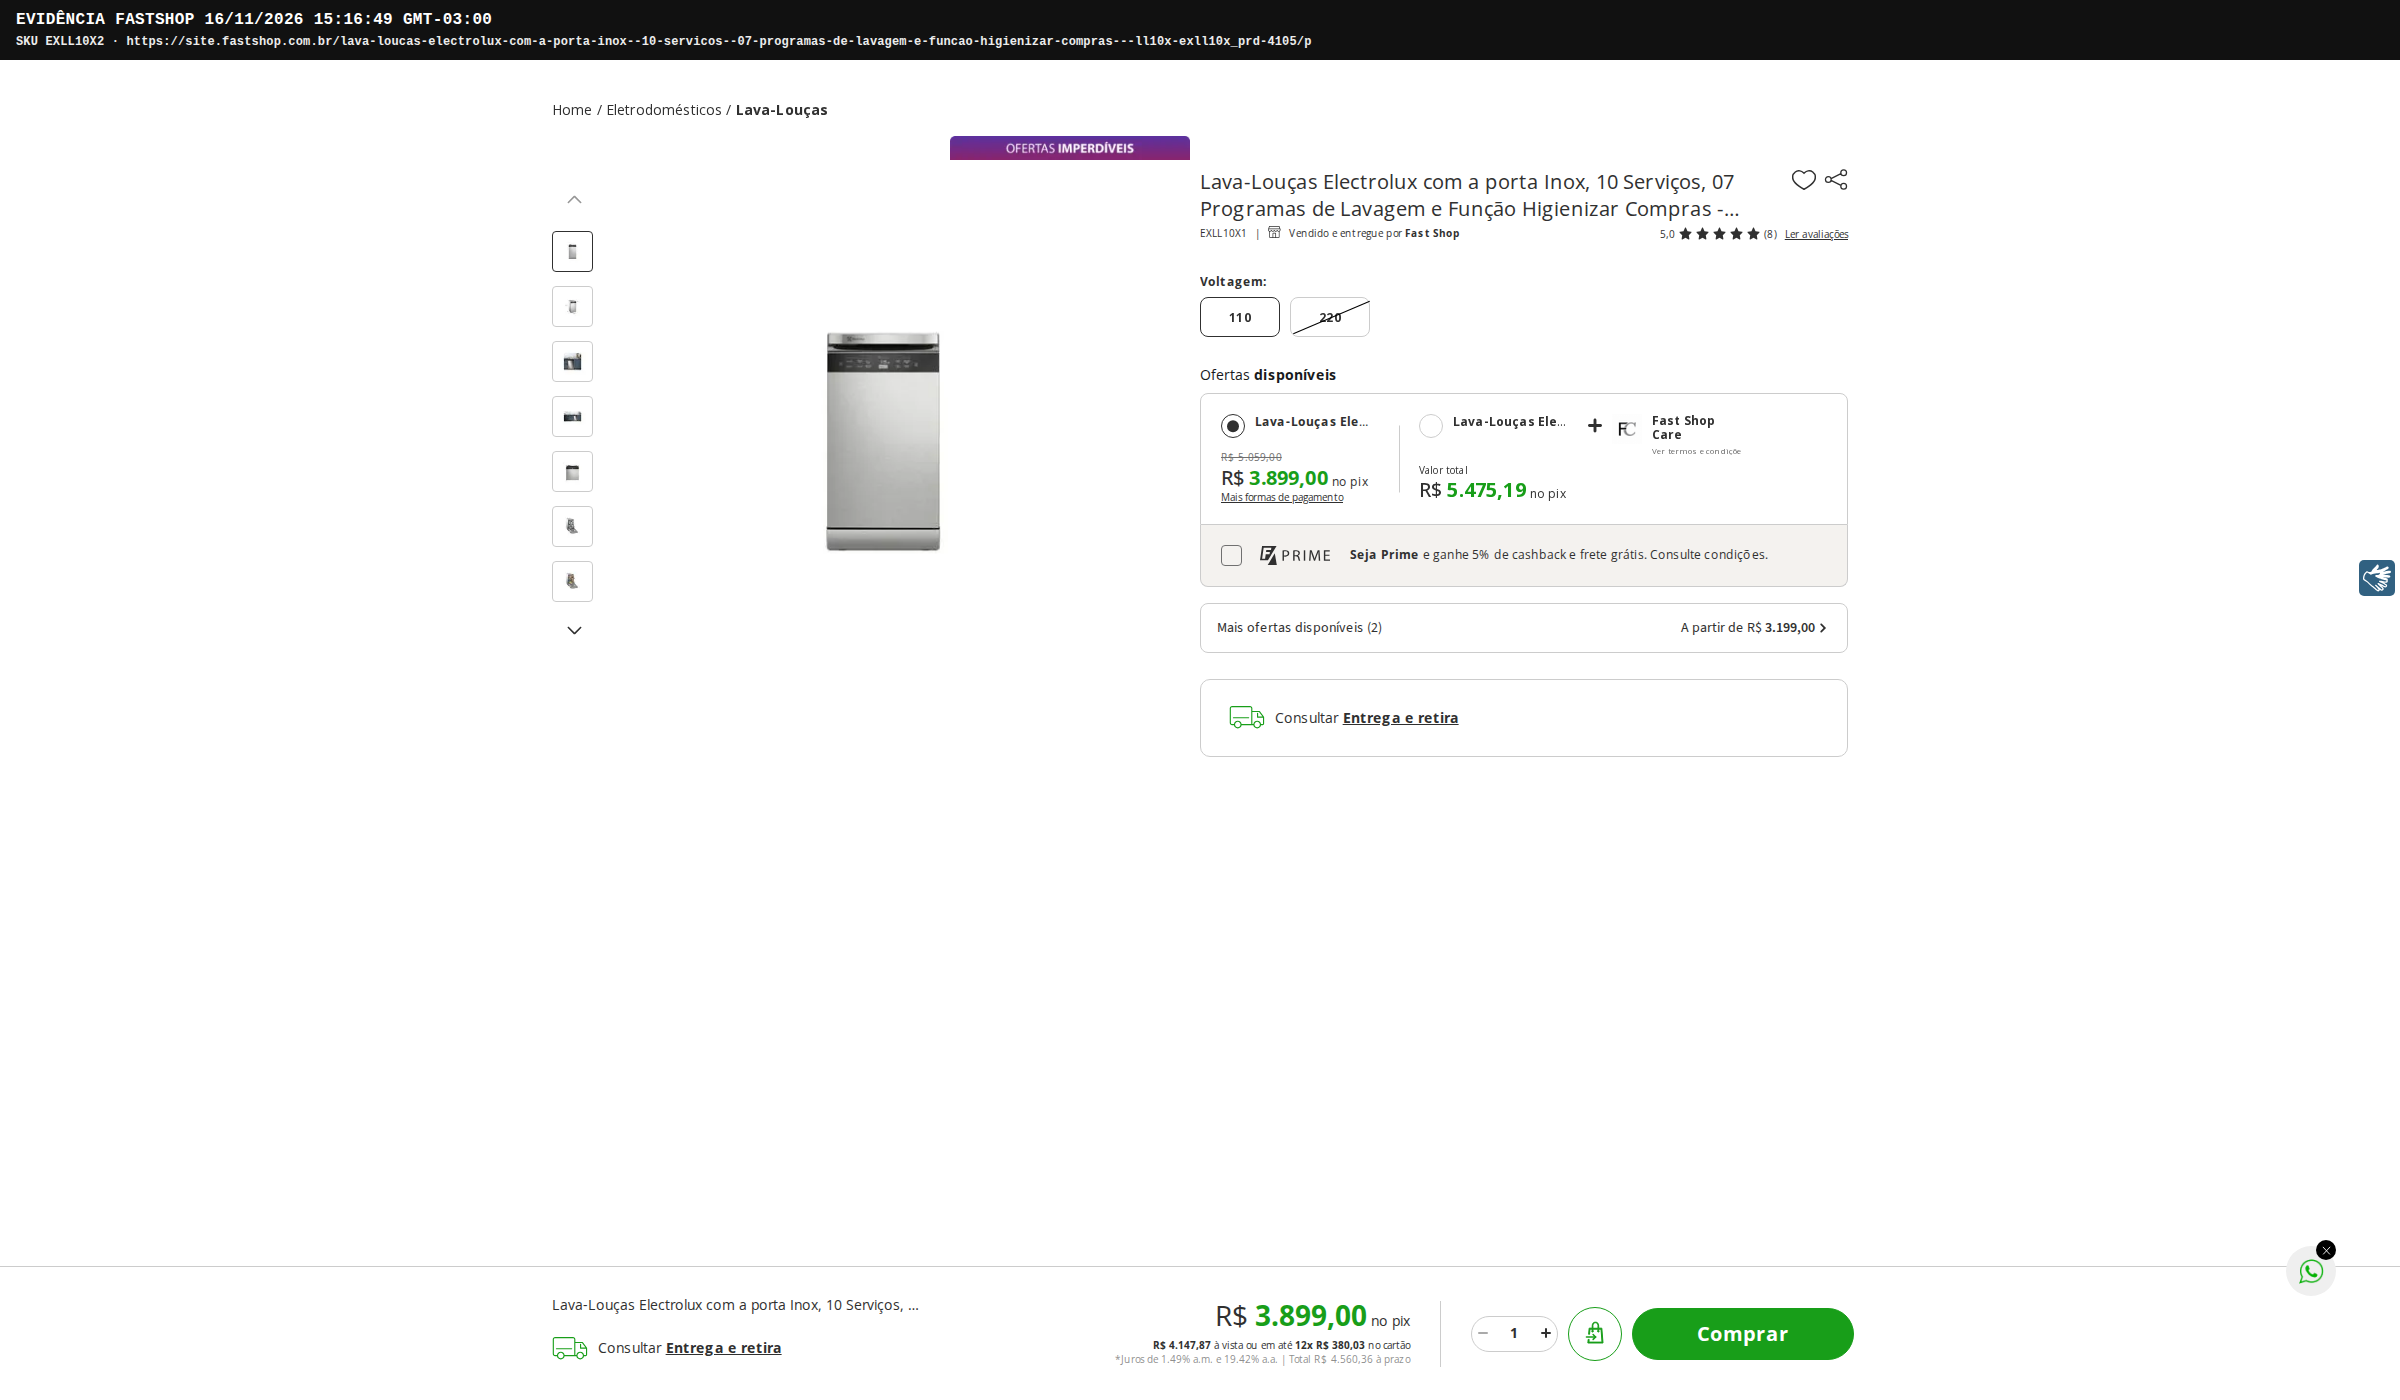 EVIDÊNCIA FASTSHOP 16/11/2026 15:16:49 GMT-03:00
SKU EXLL10X2 · https://site.fastshop.com.br/lava-loucas-electrolux-com-a-porta-inox--10-servicos--07-programas-de-lavagem-e-funcao-higienizar-compras---ll10x-exll10x_prd-4105/p
Home / Eletrodomésticos / Lava-Louças
OFERTAS IMPERDÍVEIS
Lava-Louças Electrolux com a porta Inox, 10 Serviços, 07
Programas de Lavagem e Função Higienizar Compras -...
EXLL10X1 | Vendido e entregue por Fast Shop
5,0 (8) Ler avaliações
Voltagem:
110
220
Ofertas disponíveis
Lava-Louças Ele...
R$ 5.059,00
R$ 3.899,00 no pix
Mais formas de pagamento
Lava-Louças Ele...
+
FC
Fast Shop
Care
Ver termos e condiçõe
Valor total
R$ 5.475,19 no pix
PRIME
Seja Prime e ganhe 5% de cashback e frete grátis. Consulte condições.
Mais ofertas disponíveis (2)
A partir de R$ 3.199,00
Consultar Entrega e retira
Lava-Louças Electrolux com a porta Inox, 10 Serviços, ...
Consultar Entrega e retira
R$ 3.899,00 no pix
R$ 4.147,87 à vista ou em até 12x R$ 380,03 no cartão
*Juros de 1.49% a.m. e 19.42% a.a. | Total R$ 4.560,36 à prazo
− 1 +
Comprar